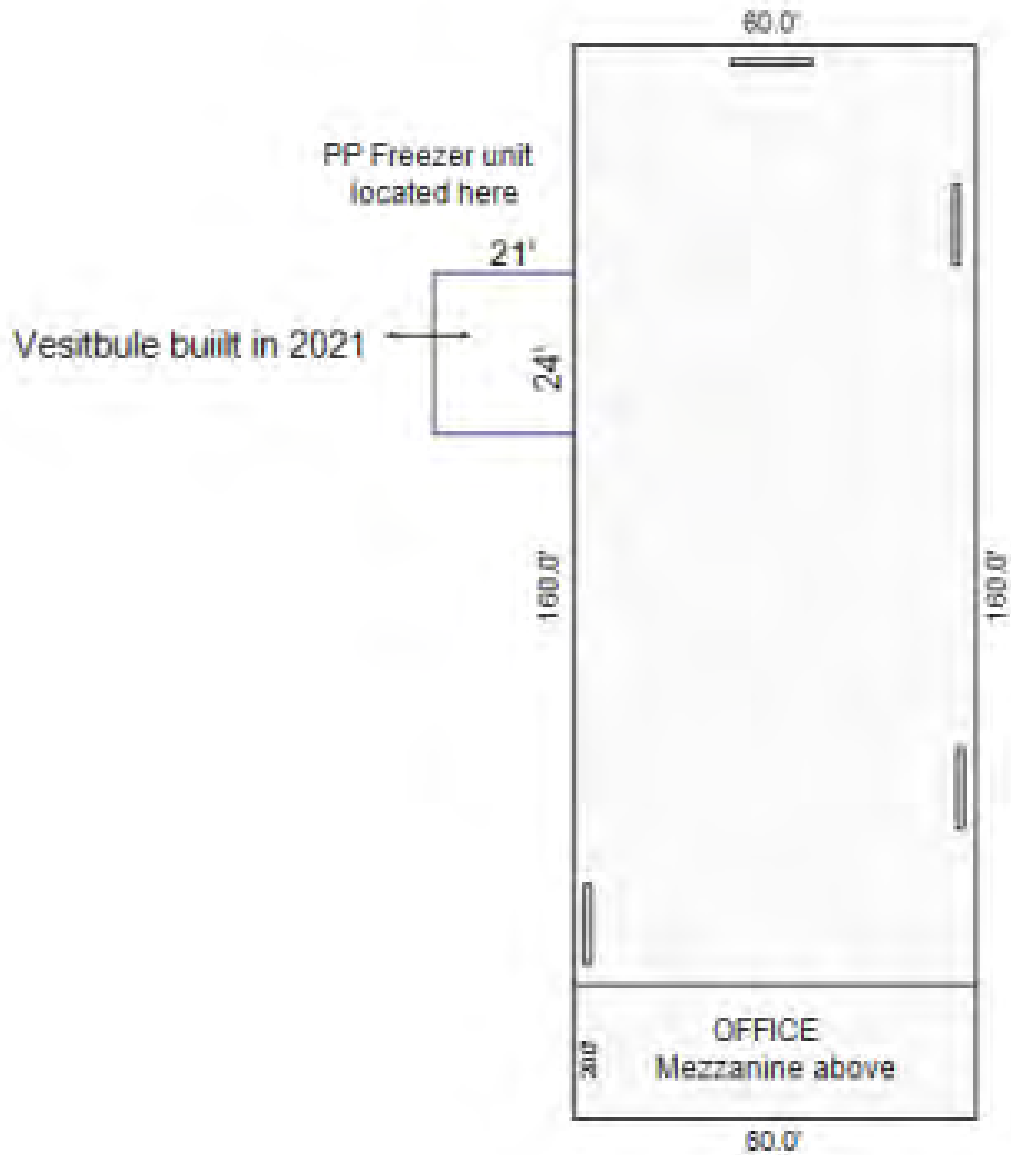 60.0'
PP Freezer unit
located here
21'
Vesitbule buiilt in 2021
24'
160.0'
160.0'
OFFICE
Mezzanine above
60.0'